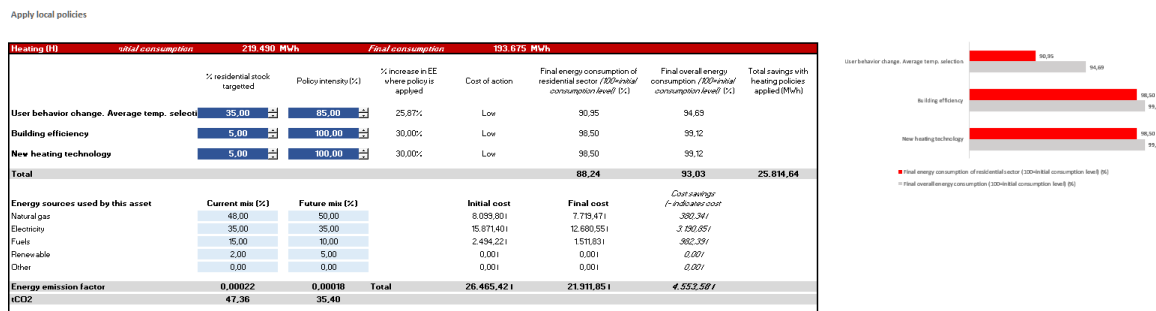 Apply local policies
Heating (H) Initial consumption 219.490 MWh Final consumption 193.675 MWh
% residential stock targetted Policy intensity (%) % increase in EE where policy is applyed Cost of action Final energy consumption of residential sector (100=initial consumption level) (%) Final overall energy consumption (100=initial consumption level) (%) Total savings with heating policies applied (MWh)
User behavior change. Average temp. selecti 35,00 85,00 25,87% Low 90,95 94,69
Building efficiency 5,00 100,00 30,00% Low 98,50 99,12
New heating technology 5,00 100,00 30,00% Low 98,50 99,12
Total 88,24 93,03 25.814,64
Energy sources used by this asset Current mix (%) Future mix (%) Initial cost Final cost Cost savings (- indicates cost
Natural gas 48,00 50,00 8.099,80 7.719,47 380,34
Electricity 35,00 35,00 15.871,40 12.680,55 3.190,85
Fuels 15,00 10,00 2.494,22 1.511,83 982,39
Renewable 2,00 5,00 0,00 0,00 0,00
Other 0,00 0,00 0,00 0,00 0,00
Energy emission factor 0,00022 0,00018 Total 26.465,42 21.911,85 4.553,58
tCO2 47,36 35,40
User behavior change. Average temp. selection 90,95
94,69
Building efficiency 98,50
99,
New heating technology 98,50
99,
Final energy consumption of residential sector (100=initial consumption level) (%)
Final overall energy consumption (100=initial consumption level) (%)